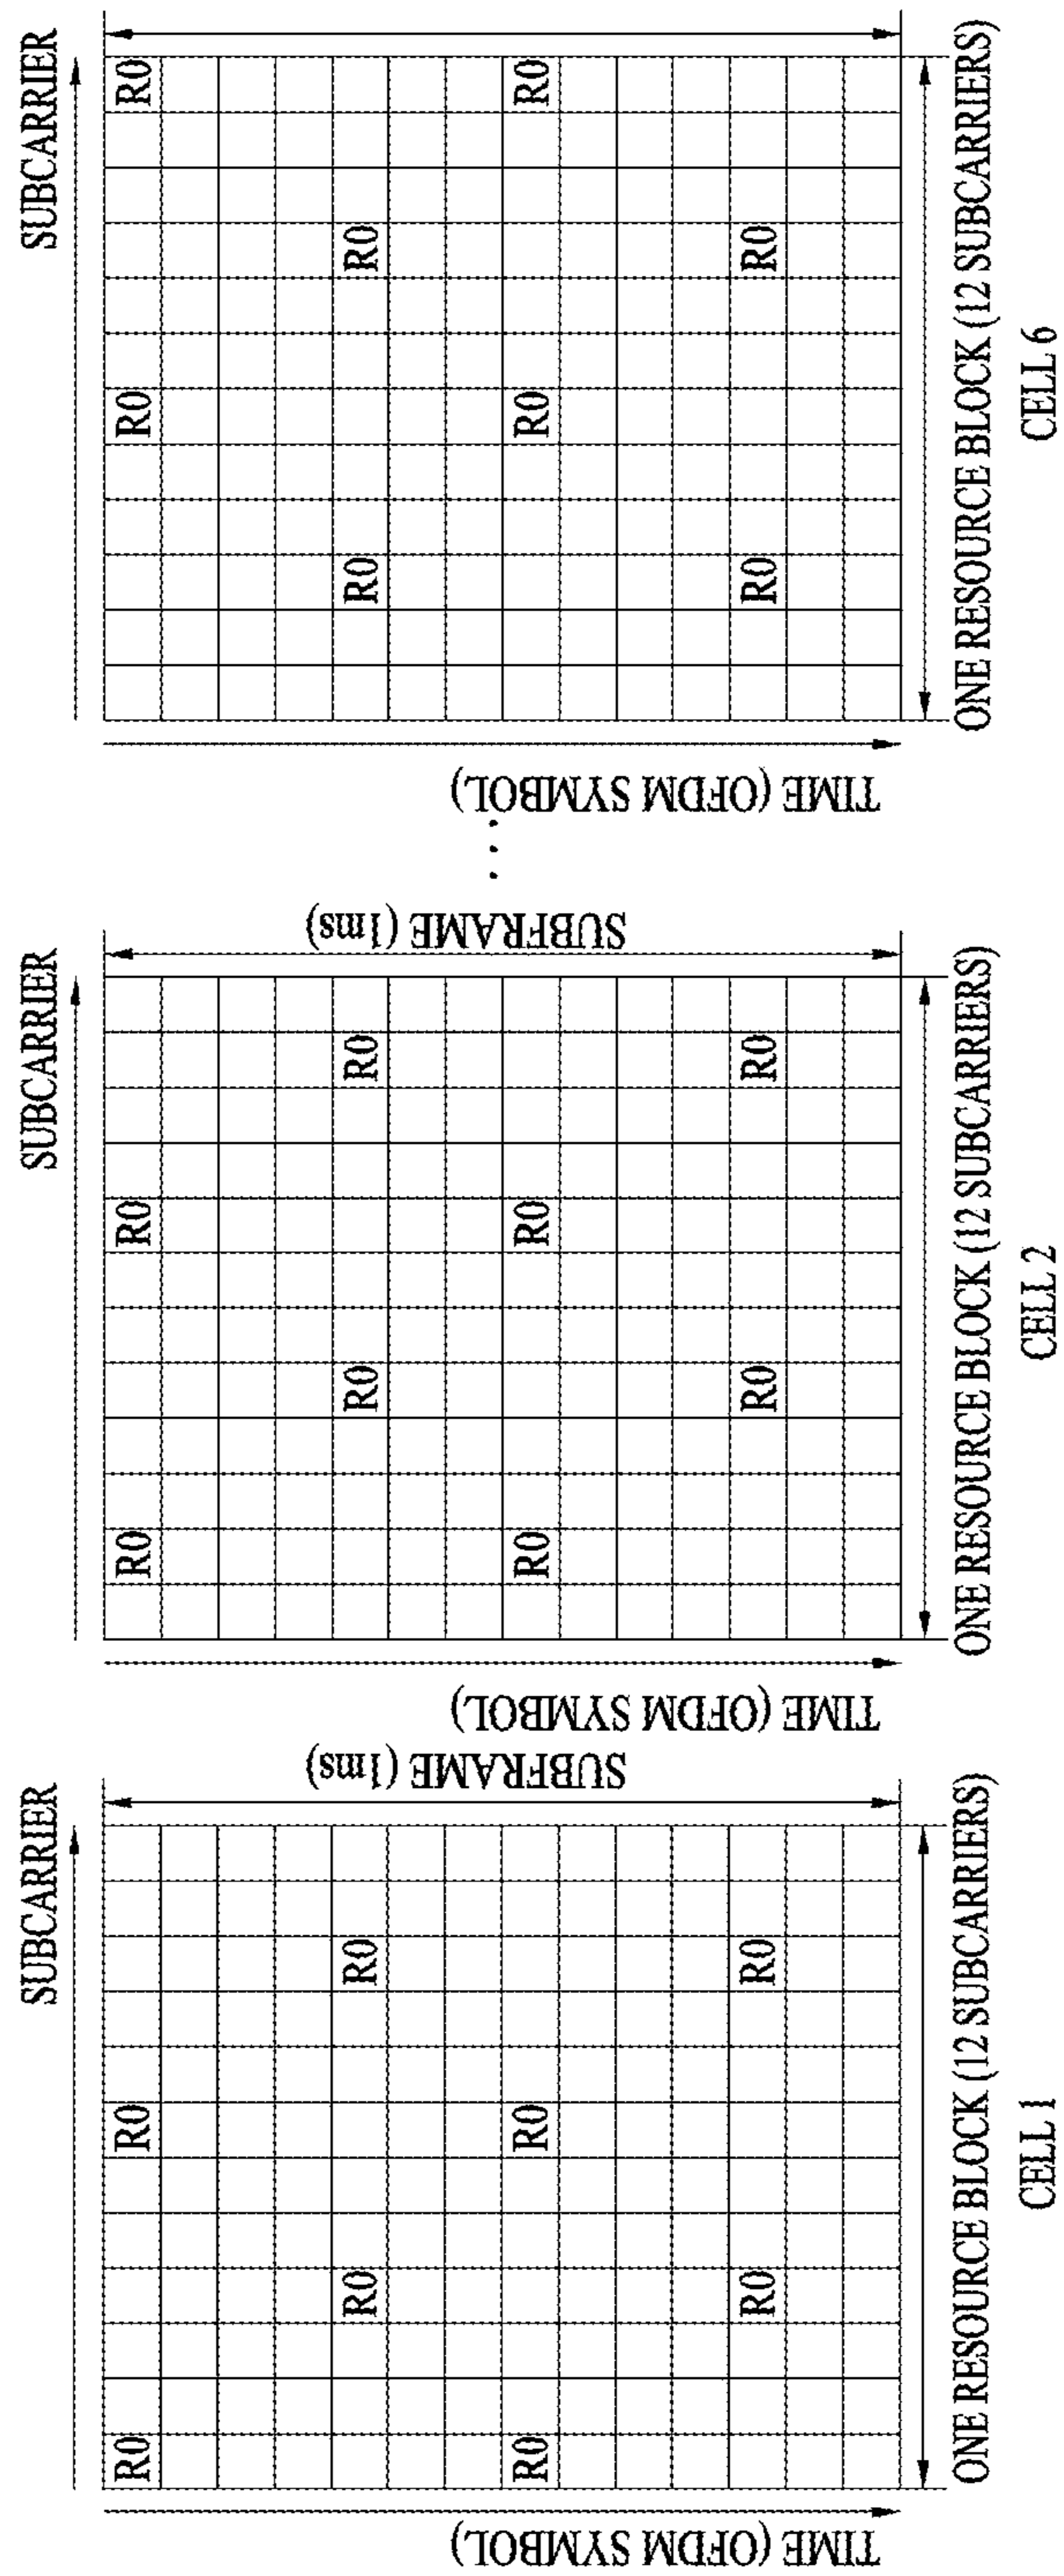 SUBCARRIER
TIME (OFDM SYMBOL)
R0 R0
R0 R0
R0 R0
R0 R0
SUBFRAME (1ms)
ONE RESOURCE BLOCK (12 SUBCARRIERS)
CELL 1
SUBCARRIER
TIME (OFDM SYMBOL)
R0 R0
R0 R0
R0 R0
R0 R0
SUBFRAME (1ms)
ONE RESOURCE BLOCK (12 SUBCARRIERS)
CELL 2
...
SUBCARRIER
TIME (OFDM SYMBOL)
R0 R0
R0 R0
R0 R0
R0 R0
ONE RESOURCE BLOCK (12 SUBCARRIERS)
CELL 6